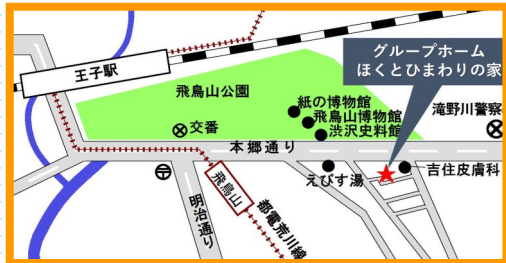 グループホーム
ほくとひまわりの家
王子駅
飛鳥山公園
紙の博物館
飛鳥山博物館
渋沢史料館
滝野川警察
交番
本郷通り
えびす湯
吉住皮膚科
飛鳥山
明治通り
都電荒川線